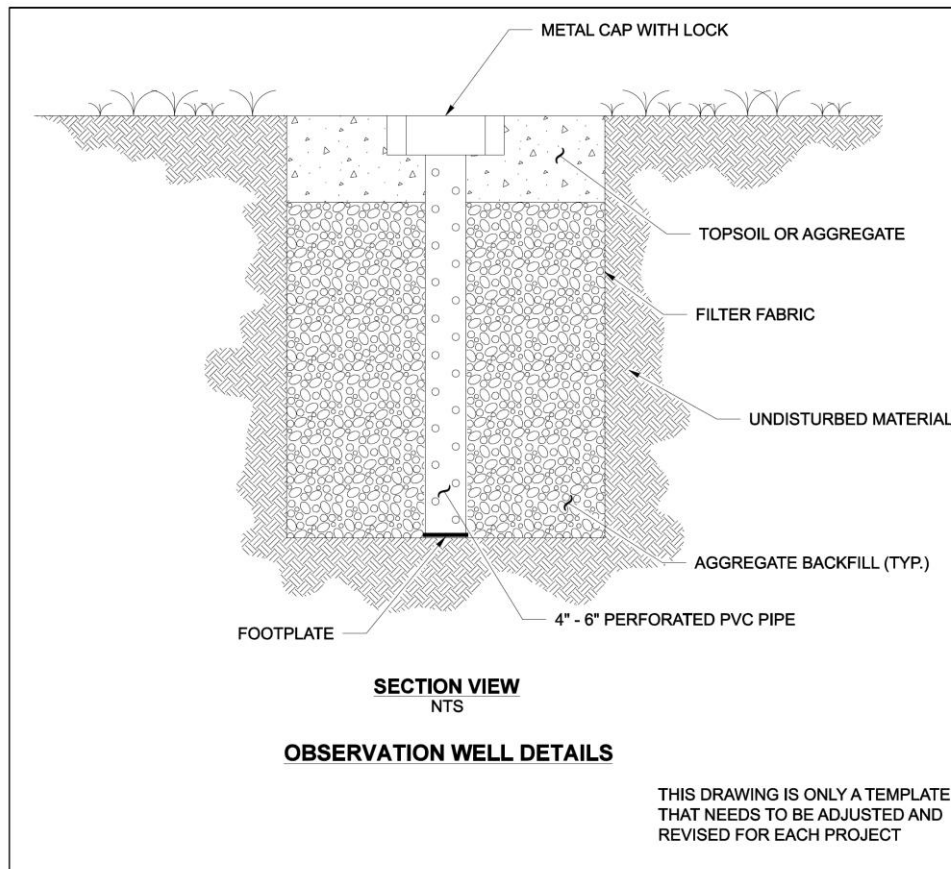 METAL CAP WITH LOCK
TOPSOIL OR AGGREGATE
FILTER FABRIC
UNDISTURBED MATERIAL
AGGREGATE BACKFILL (TYP.)
4" - 6" PERFORATED PVC PIPE
FOOTPLATE
SECTION VIEW
NTS
OBSERVATION WELL DETAILS
THIS DRAWING IS ONLY A TEMPLATE
THAT NEEDS TO BE ADJUSTED AND
REVISED FOR EACH PROJECT